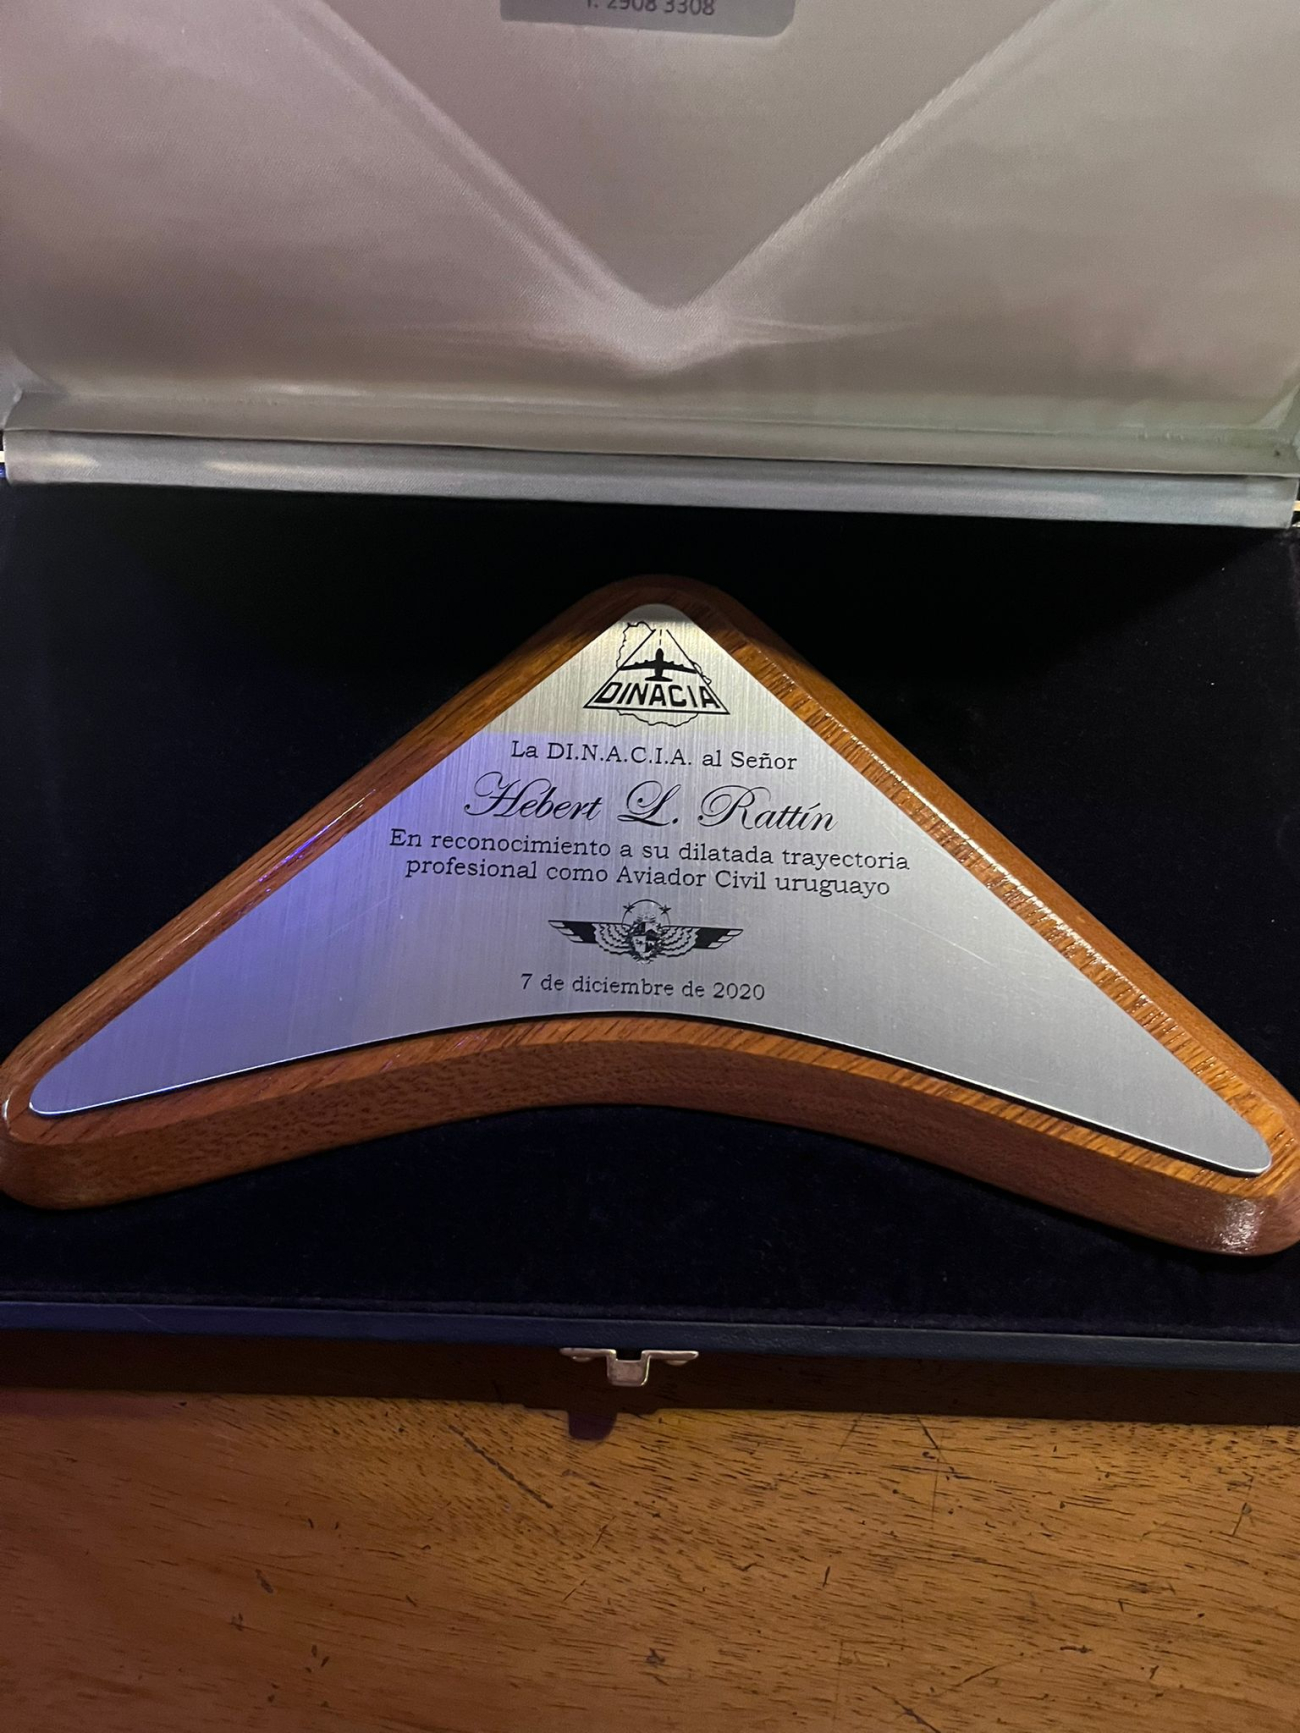 T. 2908 3308
DINACIA
La DI.N.A.C.I.A. al Señor
Hebert L. Rattín
En reconocimiento a su dilatada trayectoria
profesional como Aviador Civil uruguayo
7 de diciembre de 2020